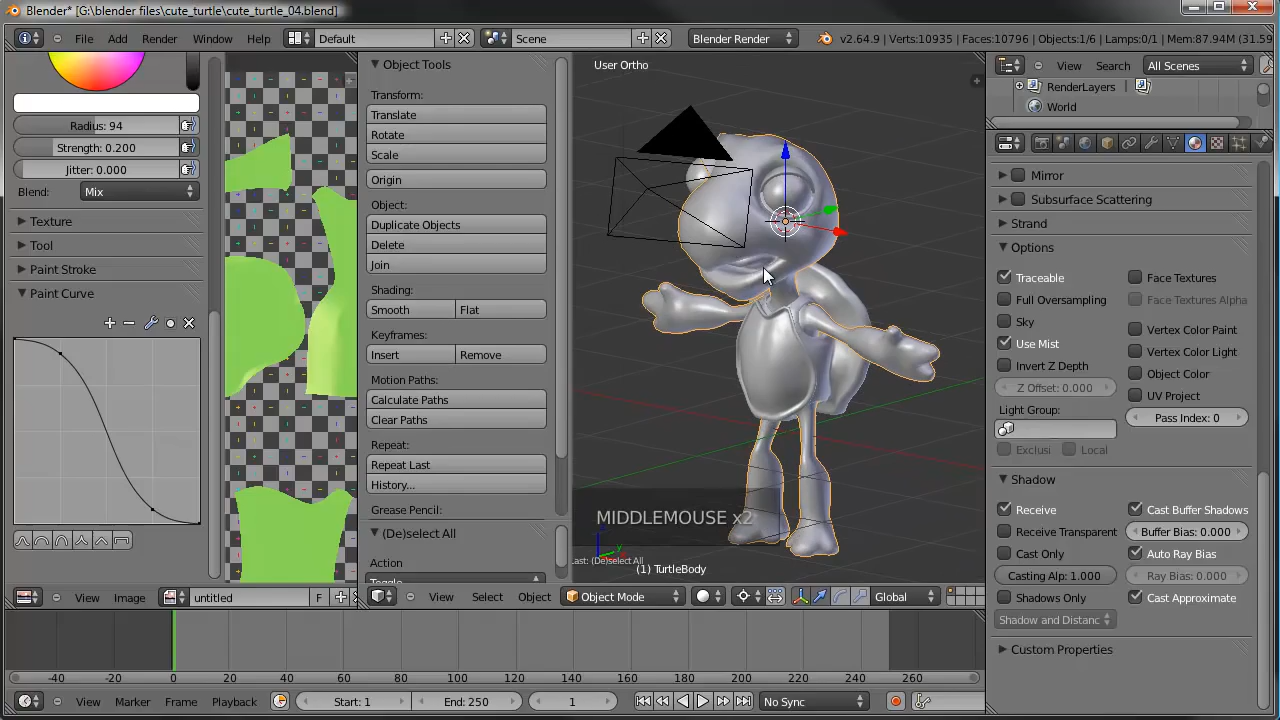 Blender* [G:\blender files\cute_turtle\cute_turtle_04.blend]
File Add Render Window Help
Default
Scene
Blender Render
v2.64.9 | Verts:10935 | Faces:10796 | Objects:1/6 | Lamps:0/1 | Mem:87.94M (31.59
Radius: 94
Strength: 0.200
Jitter: 0.000
Blend: Mix
Texture
Tool
Paint Stroke
Paint Curve
View Image
untitled
F
Object Tools
Transform:
Translate
Rotate
Scale
Origin
Object:
Duplicate Objects
Delete
Join
Shading:
Smooth Flat
Keyframes:
Insert Remove
Motion Paths:
Calculate Paths
Clear Paths
Repeat:
Repeat Last
History...
Grease Pencil:
(De)select All
Action
Toggle
User Ortho
MIDDLEMOUSE x2
Last: (De)select All
(1) TurtleBody
View Select Object
Object Mode
Global
View Search All Scenes
RenderLayers
World
Mirror
Subsurface Scattering
Strand
Options
Traceable
Full Oversampling
Sky
Use Mist
Invert Z Depth
Z Offset: 0.000
Light Group:
Exclusi
Local
Face Textures
Face Textures Alpha
Vertex Color Paint
Vertex Color Light
Object Color
UV Project
Pass Index: 0
Shadow
Receive
Receive Transparent
Cast Only
Casting Alp: 1.000
Shadows Only
Shadow and Distanc
Cast Buffer Shadows
Buffer Bias: 0.000
Auto Ray Bias
Ray Bias: 0.000
Cast Approximate
Custom Properties
-40 -20 0 20 40 60 80 100 120 140 160 180 200 220 240 260
View Marker Frame Playback
Start: 1
End: 250
1
No Sync